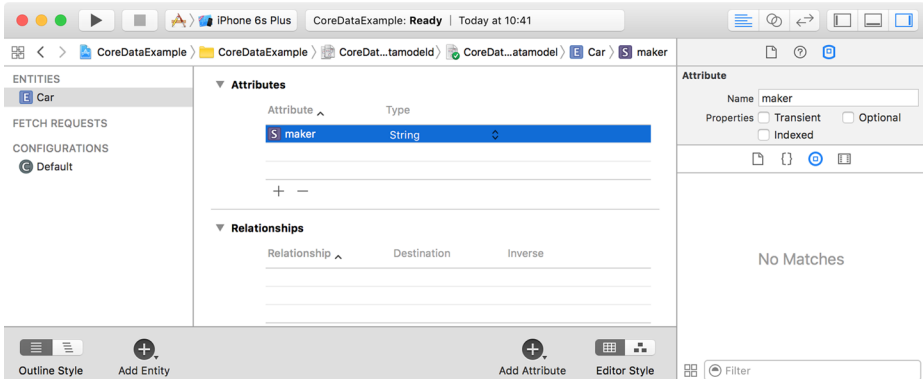 iPhone 6s Plus
CoreDataExample: Ready | Today at 10:41
CoreDataExample
CoreDataExample
CoreDat...tamodeld
CoreDat...atamodel
E Car
S maker
ENTITIES
E Car
FETCH REQUESTS
CONFIGURATIONS
C Default
Attributes
Attribute Type
S maker String
+ −
Relationships
Relationship Destination Inverse
Outline Style
Add Entity
Add Attribute
Editor Style
Attribute
Name maker
Properties Transient Optional
Indexed
{}
No Matches
Filter